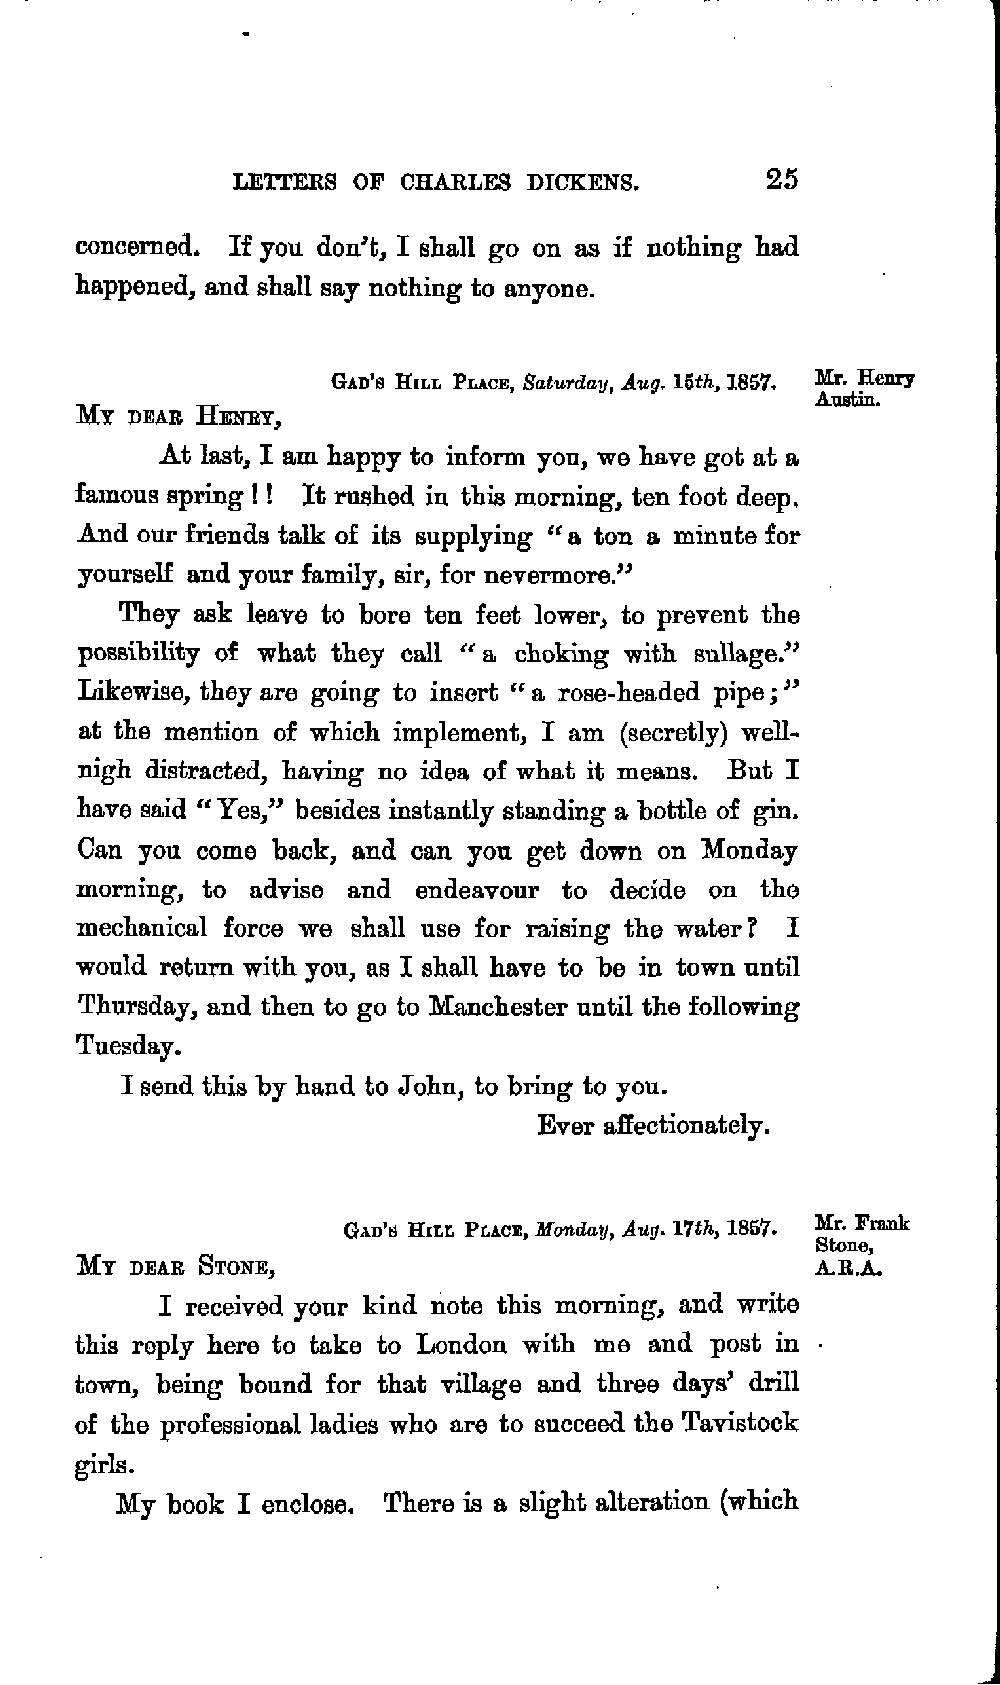 LETTERS OF CHARLES DICKENS. 25
concerned. If you don't, I shall go on as if nothing had
happened, and shall say nothing to anyone.
Gad's Hill Place, Saturday, Aug. 15th, 1857.
Mr. Henry
Austin.
My dear Henry,
At last, I am happy to inform you, we have got at a
famous spring!! It rushed in this morning, ten foot deep.
And our friends talk of its supplying "a ton a minute for
yourself and your family, sir, for nevermore."
They ask leave to bore ten feet lower, to prevent the
possibility of what they call "a choking with sullage."
Likewise, they are going to insert "a rose-headed pipe;"
at the mention of which implement, I am (secretly) well-
nigh distracted, having no idea of what it means. But I
have said "Yes," besides instantly standing a bottle of gin.
Can you come back, and can you get down on Monday
morning, to advise and endeavour to decide on the
mechanical force we shall use for raising the water? I
would return with you, as I shall have to be in town until
Thursday, and then to go to Manchester until the following
Tuesday.
I send this by hand to John, to bring to you.
Ever affectionately.
Gad's Hill Place, Monday, Aug. 17th, 1857.
Mr. Frank
Stone,
A.R.A.
My dear Stone,
I received your kind note this morning, and write
this reply here to take to London with me and post in
town, being bound for that village and three days' drill
of the professional ladies who are to succeed the Tavistock
girls.
My book I enclose. There is a slight alteration (which